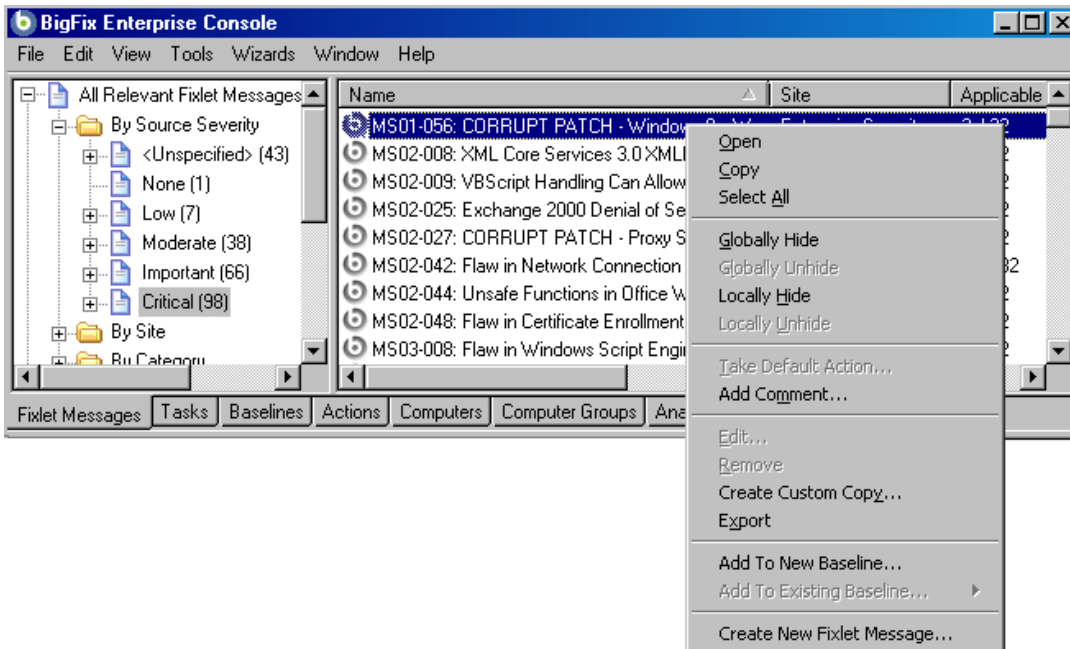 BigFix Enterprise Console
File Edit View Tools Wizards Window Help
All Relevant Fixlet Messages
By Source Severity
<Unspecified> (43)
None (1)
Low (7)
Moderate (38)
Important (66)
Critical (98)
By Site
By Category
Name Site Applicable
MS01-056: CORRUPT PATCH - Window
MS02-008: XML Core Services 3.0 XML
MS02-009: VBScript Handling Can Allow
MS02-025: Exchange 2000 Denial of Se
MS02-027: CORRUPT PATCH - Proxy S
MS02-042: Flaw in Network Connection
MS02-044: Unsafe Functions in Office W
MS02-048: Flaw in Certificate Enrollment
MS03-008: Flaw in Windows Script Engi
Fixlet Messages Tasks Baselines Actions Computers Computer Groups Ana
Open
Copy
Select All
Globally Hide
Globally Unhide
Locally Hide
Locally Unhide
Take Default Action...
Add Comment...
Edit...
Remove
Create Custom Copy...
Export
Add To New Baseline...
Add To Existing Baseline...
Create New Fixlet Message...